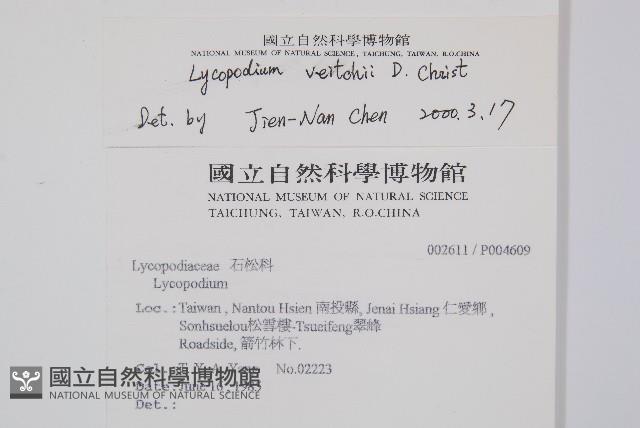 國立自然科學博物館
NATIONAL MUSEUM OF NATURAL SCIENCE, TAICHUNG, TAIWAN, R.O.CHINA
Lycopodium veitchii D. Christ
Det. by Jien-Nan Chen 2000.3.17
國立自然科學博物館
NATIONAL MUSEUM OF NATURAL SCIENCE
TAICHUNG, TAIWAN, R.O.CHINA
002611 / P004609
Lycopodiaceae 石松科
Lycopodium
Loc.: Taiwan , Nantou Hsien 南投縣, Jenai Hsiang 仁愛鄉 ,
Sonhsuelou松雪樓-Tsueifeng翠峰
Roadside, 箭竹林下.
Col. T. Y. A. No.02223
Date: June 10, 1985
Det.:
國立自然科學博物館
NATIONAL MUSEUM OF NATURAL SCIENCE